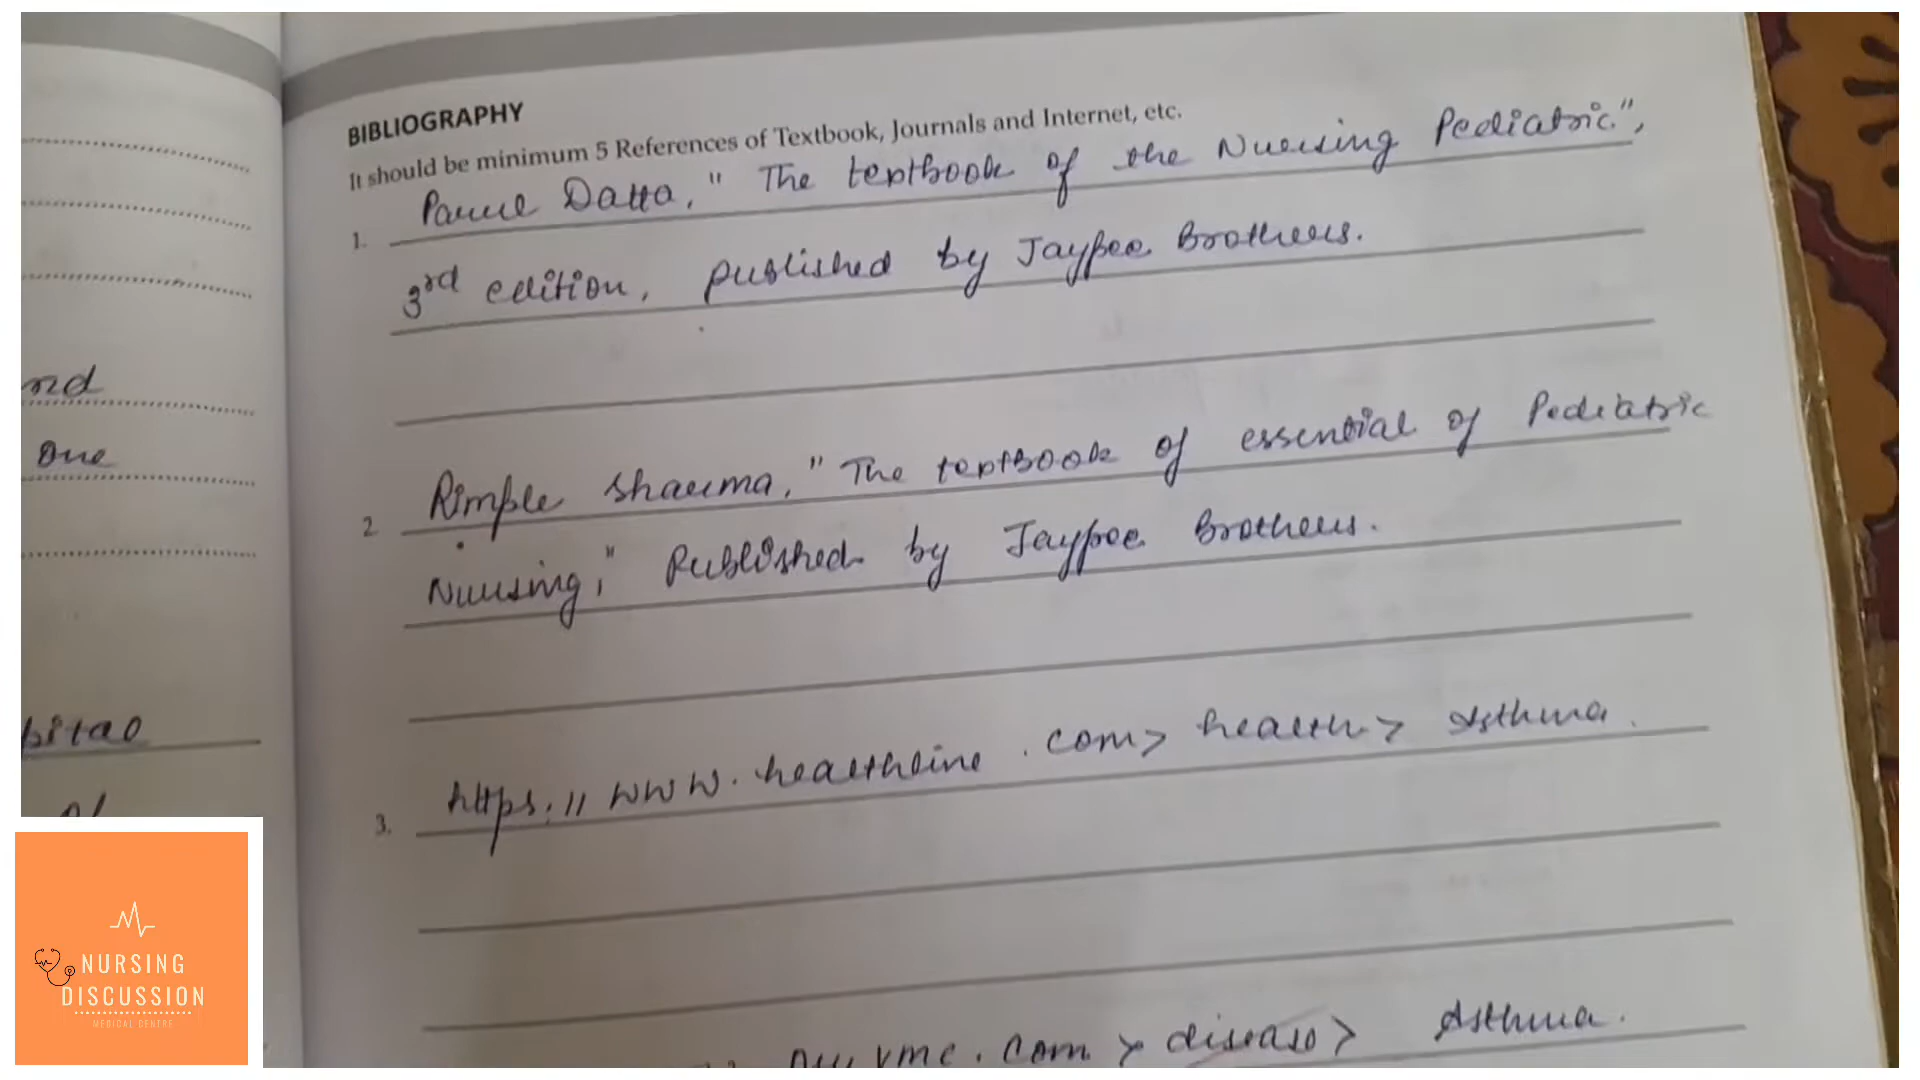 nd
One
BIBLIOGRAPHY
It should be minimum 5 References of Textbook, Journals and Internet, etc.
1. Parul Datta, " The textbook of the Nursing Pediatric",
3rd edition, published by Jaypee Brothers.
2. Rimple Sharma, " The textbook of essential of Pediatric
Nursing," Published by Jaypee Brothers.
3. https://www.healthline.com> health> Asthma.
.com > disease> Asthma.
NURSING
DISCUSSION
MEDICAL CENTRE